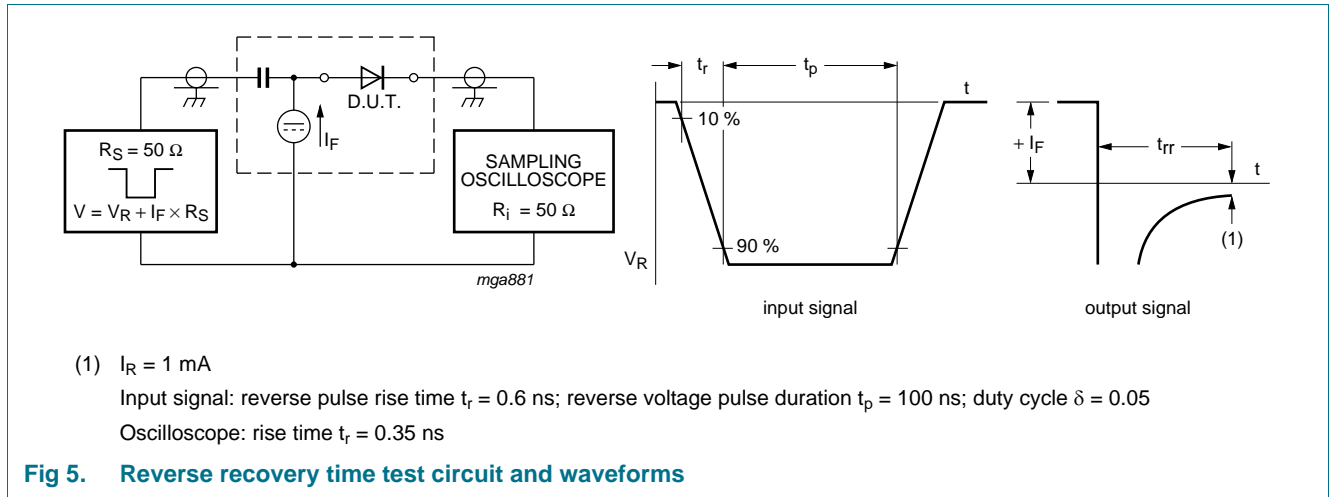 D.U.T.
I_F
R_S = 50 Ω
V = V_R + I_F × R_S
SAMPLING
OSCILLOSCOPE
R_i = 50 Ω
mga881
t_r
t_p
t
10 %
90 %
V_R
input signal
+ I_F
t_rr
t
(1)
output signal
(1) I_R = 1 mA
Input signal: reverse pulse rise time t_r = 0.6 ns; reverse voltage pulse duration t_p = 100 ns; duty cycle δ = 0.05
Oscilloscope: rise time t_r = 0.35 ns
Fig 5. Reverse recovery time test circuit and waveforms